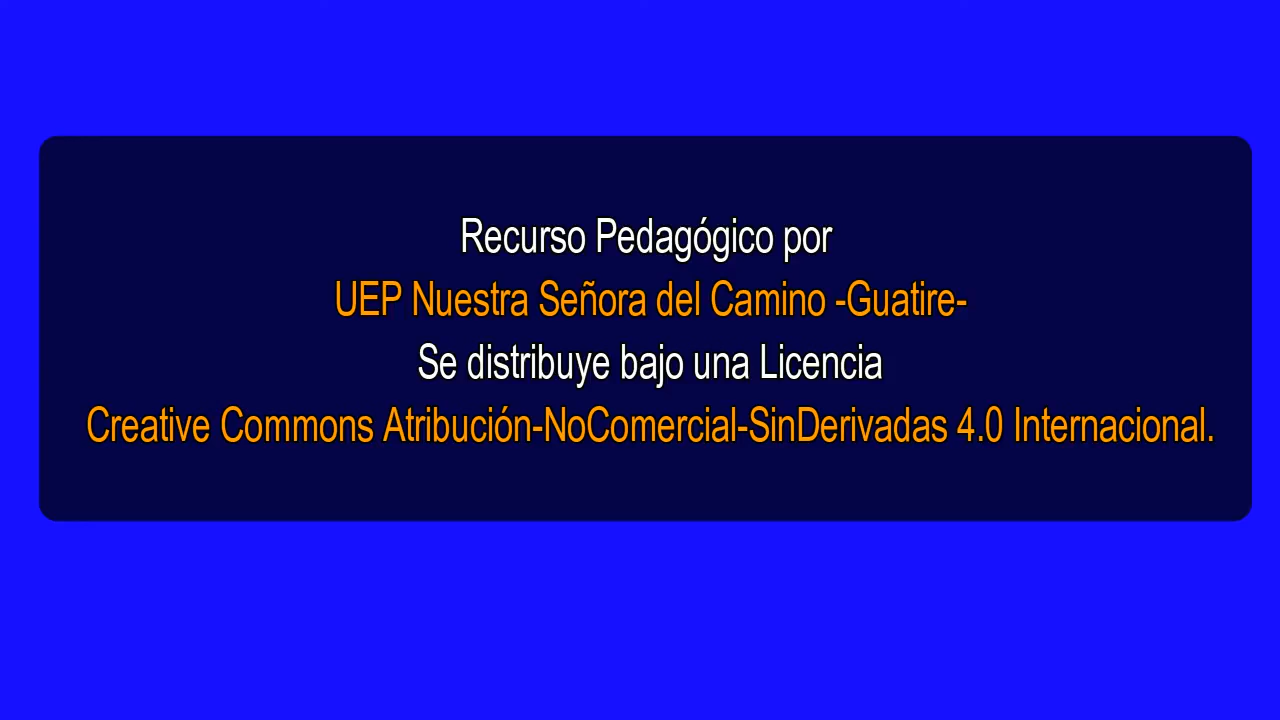 Recurso Pedagógico por
UEP Nuestra Señora del Camino -Guatire-
Se distribuye bajo una Licencia
Creative Commons Atribución-NoComercial-SinDerivadas 4.0 Internacional.